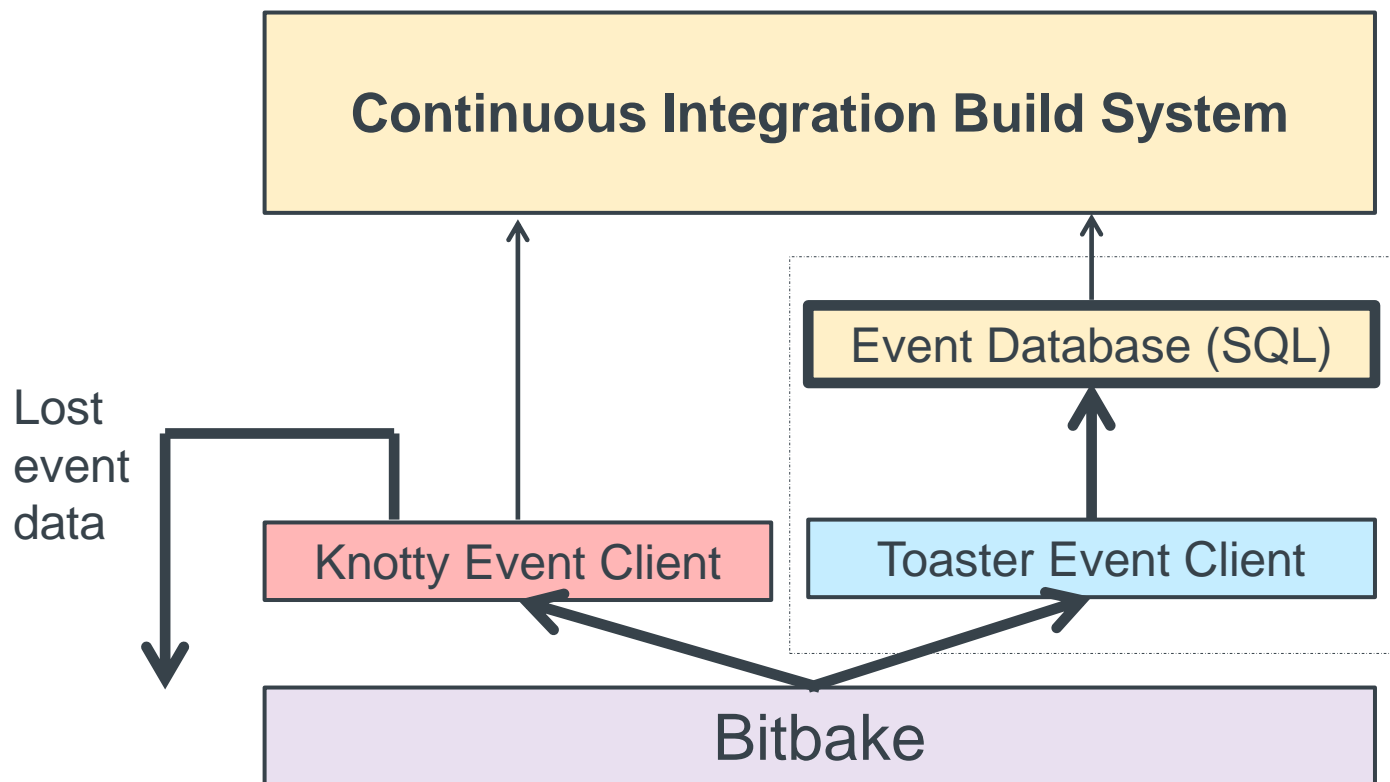 Continuous Integration Build System
Event Database (SQL)
Lost
event
data
Knotty Event Client
Toaster Event Client
Bitbake